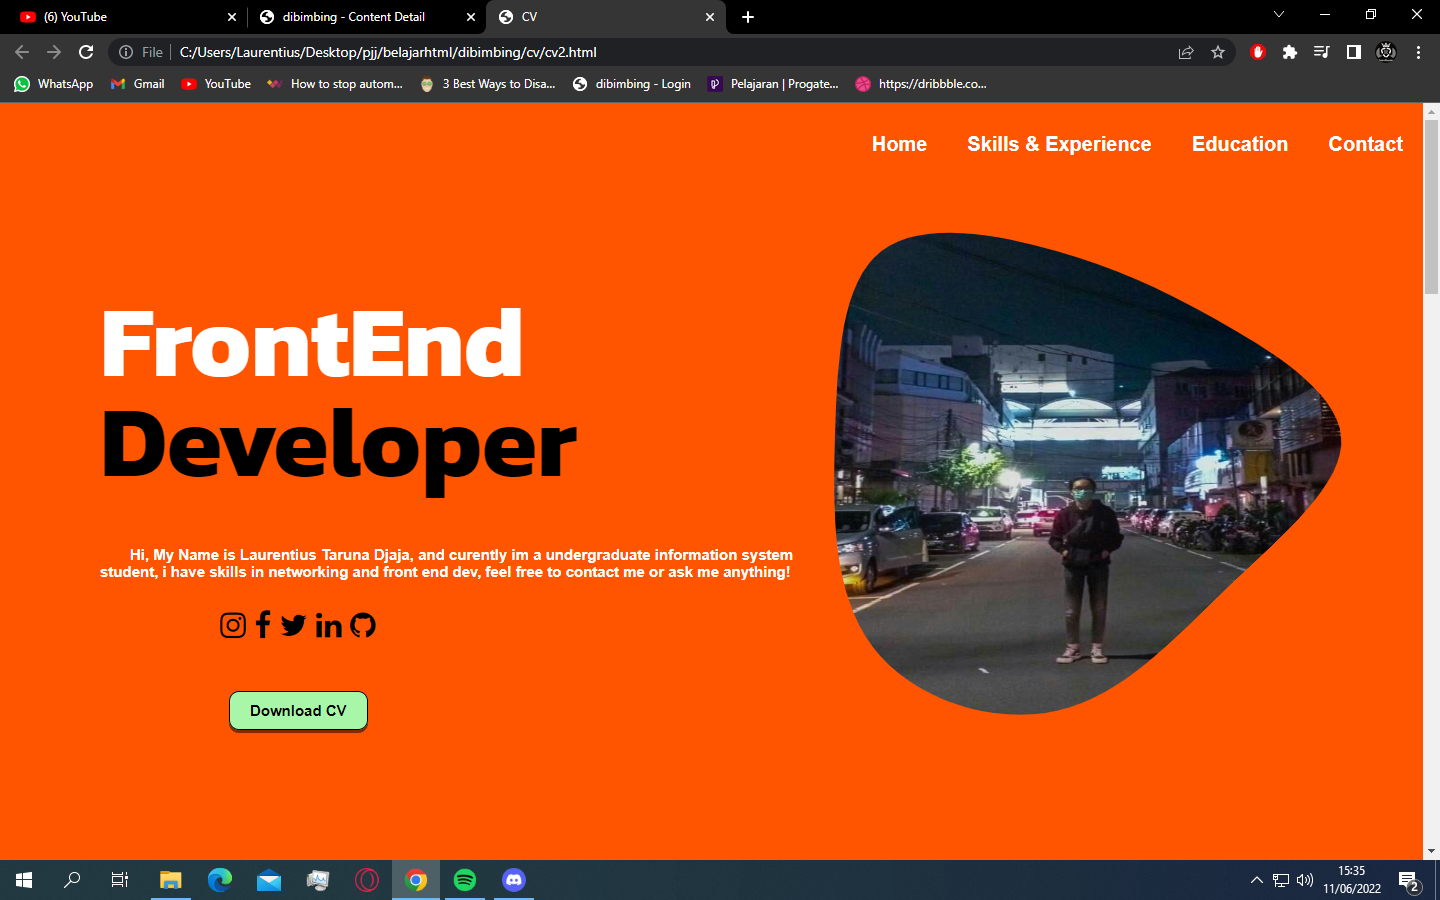 (6) YouTube
dibimbing - Content Detail
CV
File
C:/Users/Laurentius/Desktop/pjj/belajarhtml/dibimbing/cv/cv2.html
WhatsApp
Gmail
YouTube
How to stop autom...
3 Best Ways to Disa...
dibimbing - Login
Pelajaran | Progate...
https://dribbble.co...
Home
Skills & Experience
Education
Contact
FrontEnd
Developer
Hi, My Name is Laurentius Taruna Djaja, and curently im a undergraduate information system
student, i have skills in networking and front end dev, feel free to contact me or ask me anything!
Download CV
15:35
11/06/2022
2